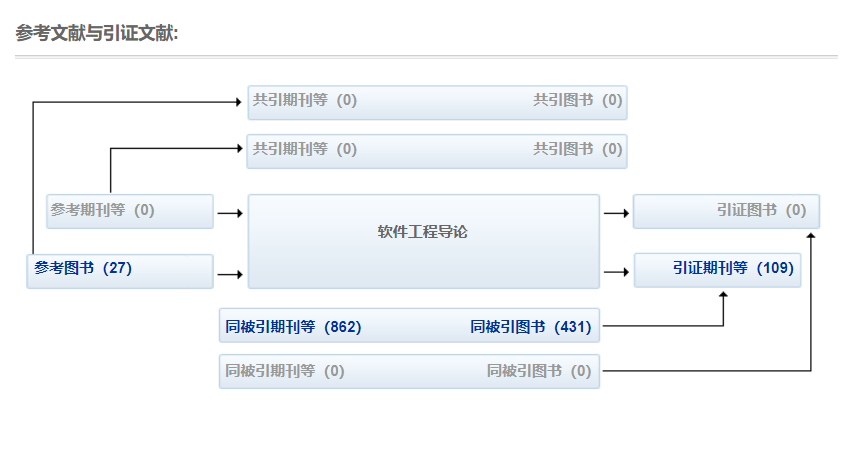 参考文献与引证文献:
共引期刊等（0） 共引图书（0）
共引期刊等（0） 共引图书（0）
参考期刊等（0）
引证图书（0）
软件工程导论
参考图书（27）
引证期刊等（109）
同被引期刊等（862） 同被引图书（431）
同被引期刊等（0） 同被引图书（0）